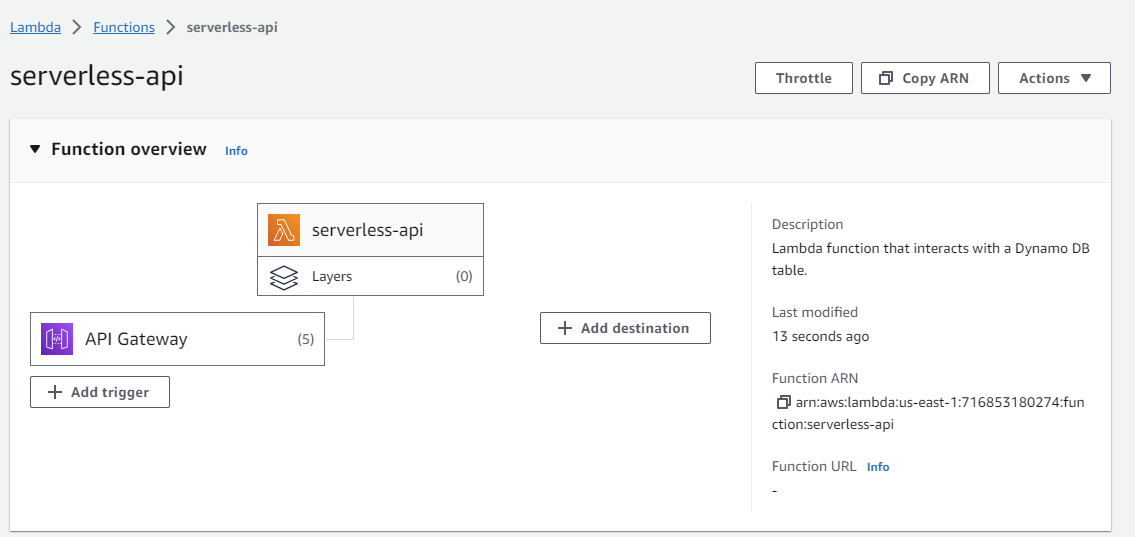 Lambda > Functions > serverless-api
serverless-api
Throttle
Copy ARN
Actions
Function overview Info
serverless-api
Layers (0)
API Gateway (5)
+ Add trigger
+ Add destination
Description
Lambda function that interacts with a Dynamo DB
table.
Last modified
13 seconds ago
Function ARN
arn:aws:lambda:us-east-1:716853180274:fun
ction:serverless-api
Function URL Info
-